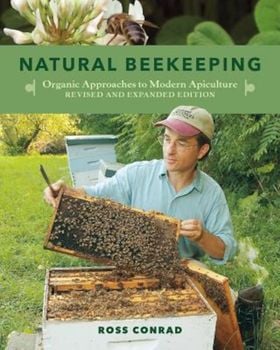 NATURAL BEEKEEPING
Organic Approaches to Modern Apiculture
REVISED AND EXPANDED EDITION
ROSS CONRAD